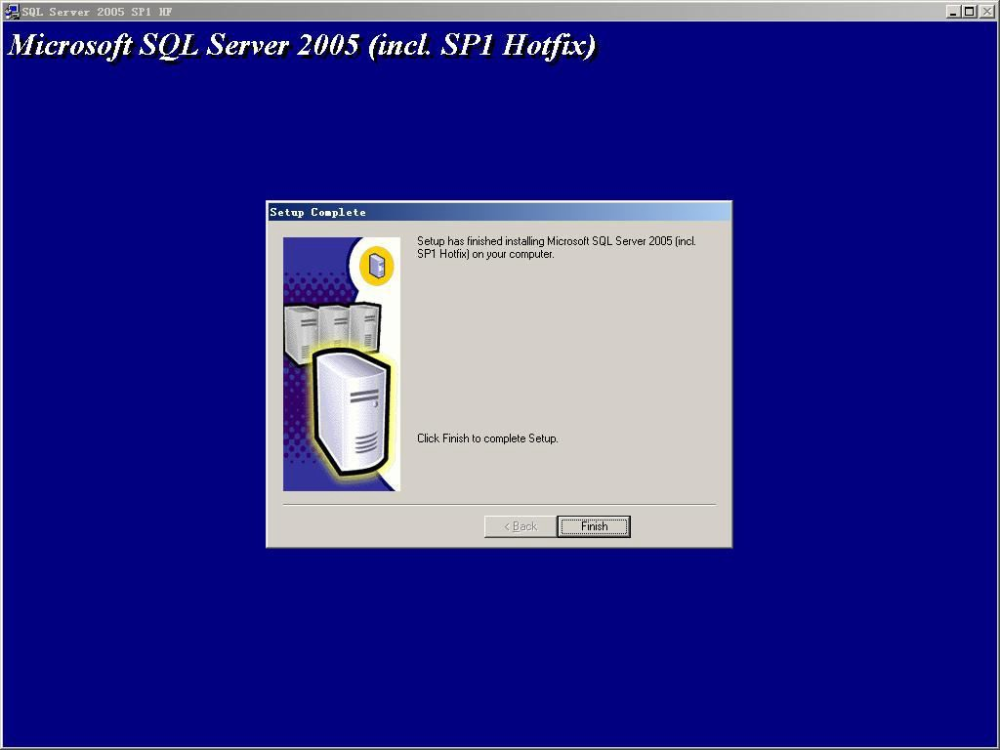 SQL Server 2005 SP1 HF
Microsoft SQL Server 2005 (incl. SP1 Hotfix)
Setup Complete
Setup has finished installing Microsoft SQL Server 2005 (incl.
SP1 Hotfix) on your computer.
Click Finish to complete Setup.
< Back
Finish